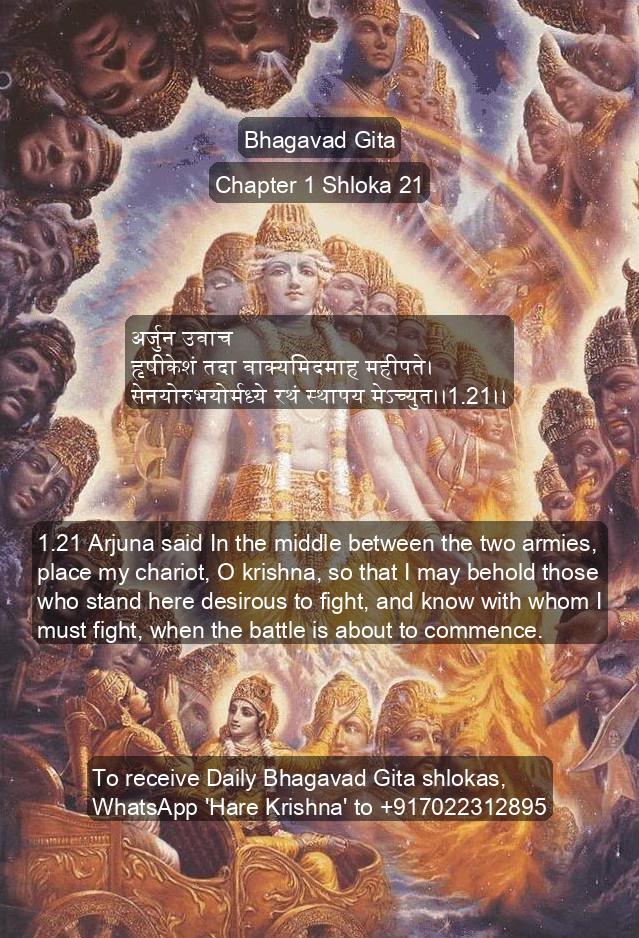 Bhagavad Gita
Chapter 1 Shloka 21
अर्जुन उवाच
हृषीकेशं तदा वाक्यमिदमाह महीपते।
सेनयोरुभयोर्मध्ये रथं स्थापय मेऽच्युत।।1.21।।
1.21 Arjuna said In the middle between the two armies,
place my chariot, O krishna, so that I may behold those
who stand here desirous to fight, and know with whom I
must fight, when the battle is about to commence.
To receive Daily Bhagavad Gita shlokas,
WhatsApp 'Hare Krishna' to +917022312895